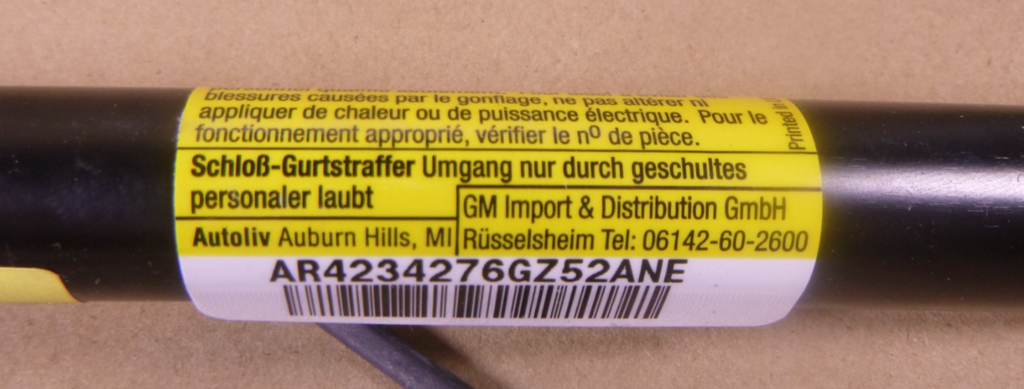 blessures causées par le gonflage, ne pas altérer ni
appliquer de chaleur ou de puissance électrique. Pour le
fonctionnement approprié, vérifier le nº de pièce.
Printed in
Schloß-Gurtstraffer Umgang nur durch geschultes
personaler laubt
GM Import & Distribution GmbH
Autoliv Auburn Hills, MI
Rüsselsheim Tel: 06142-60-2600
AR4234276GZ52ANE